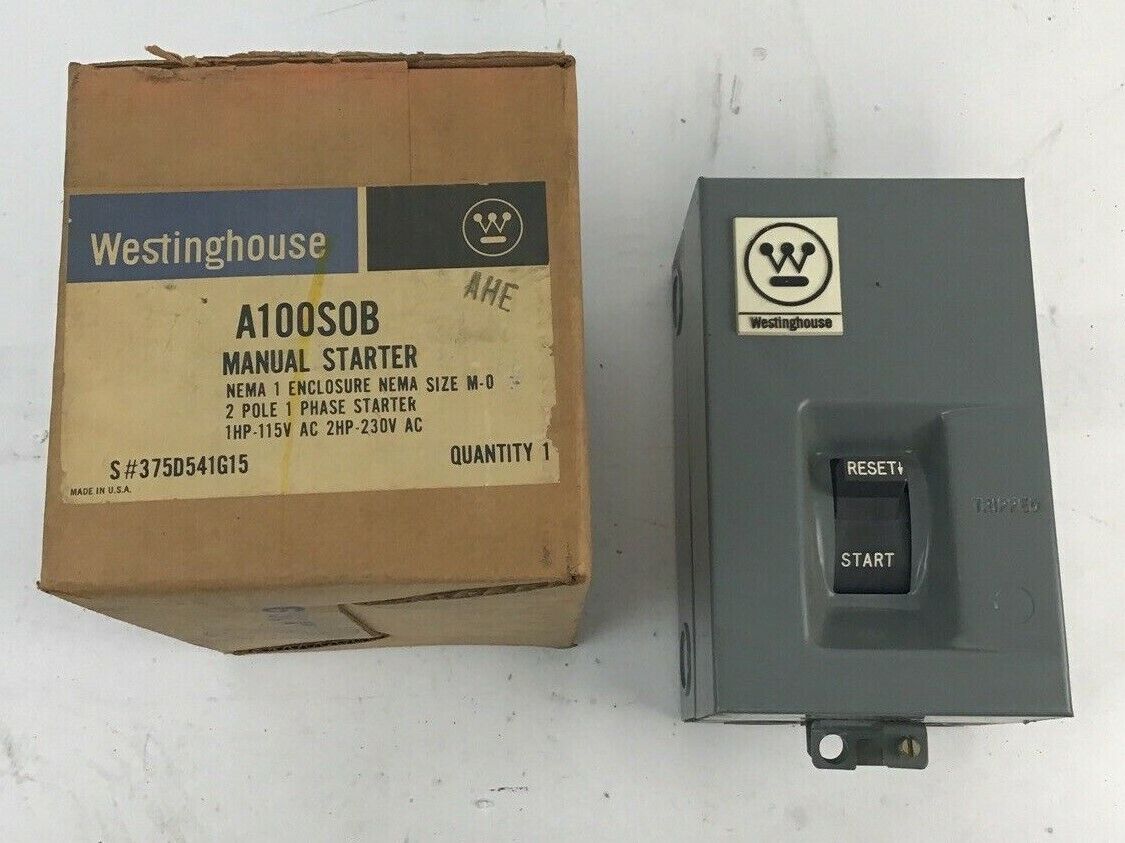 Westinghouse
W
AHE
A100S0B
MANUAL STARTER
NEMA 1 ENCLOSURE NEMA SIZE M-0
2 POLE 1 PHASE STARTER
1HP-115V AC 2HP-230V AC
S#375D541G15
QUANTITY 1
MADE IN U.S.A.
W
Westinghouse
RESET
TRIPPED
START